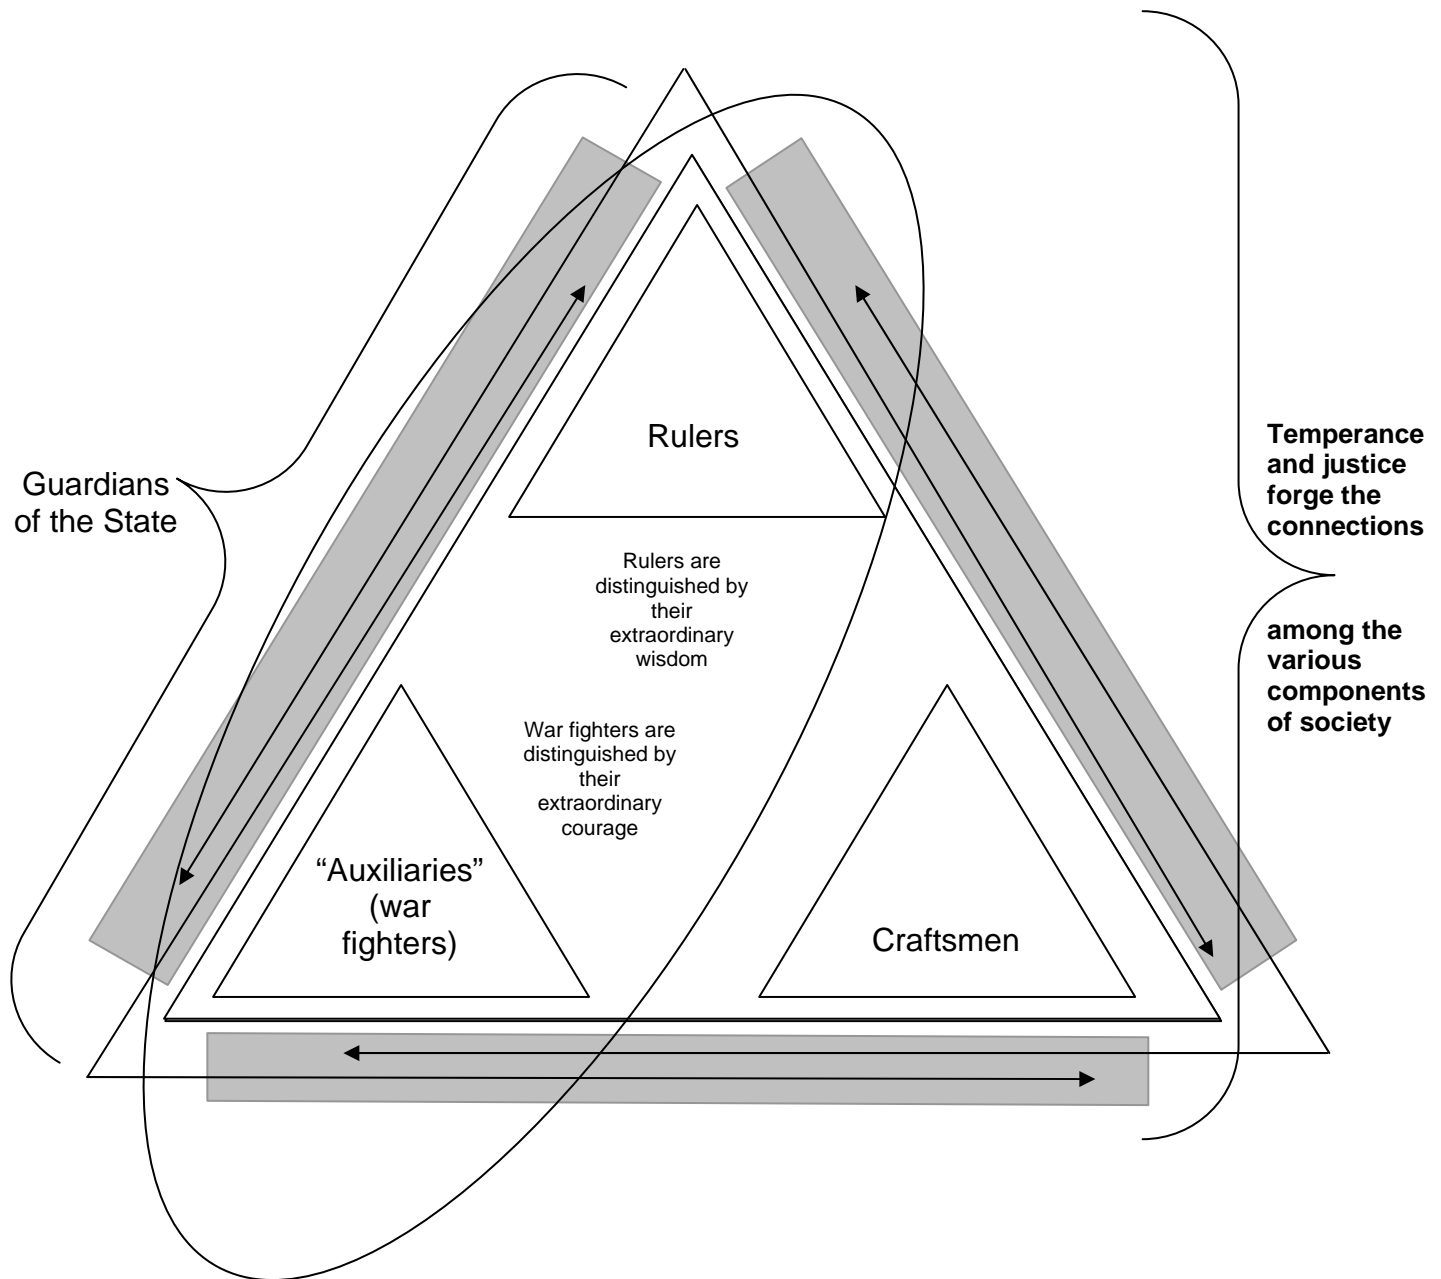 Rulers
Guardians
of the State
Temperance
and justice
forge the
connections
among the
various
components
of society
Rulers are
distinguished by
their
extraordinary
wisdom
War fighters are
distinguished by
their
extraordinary
courage
“Auxiliaries”
(war
fighters)
Craftsmen